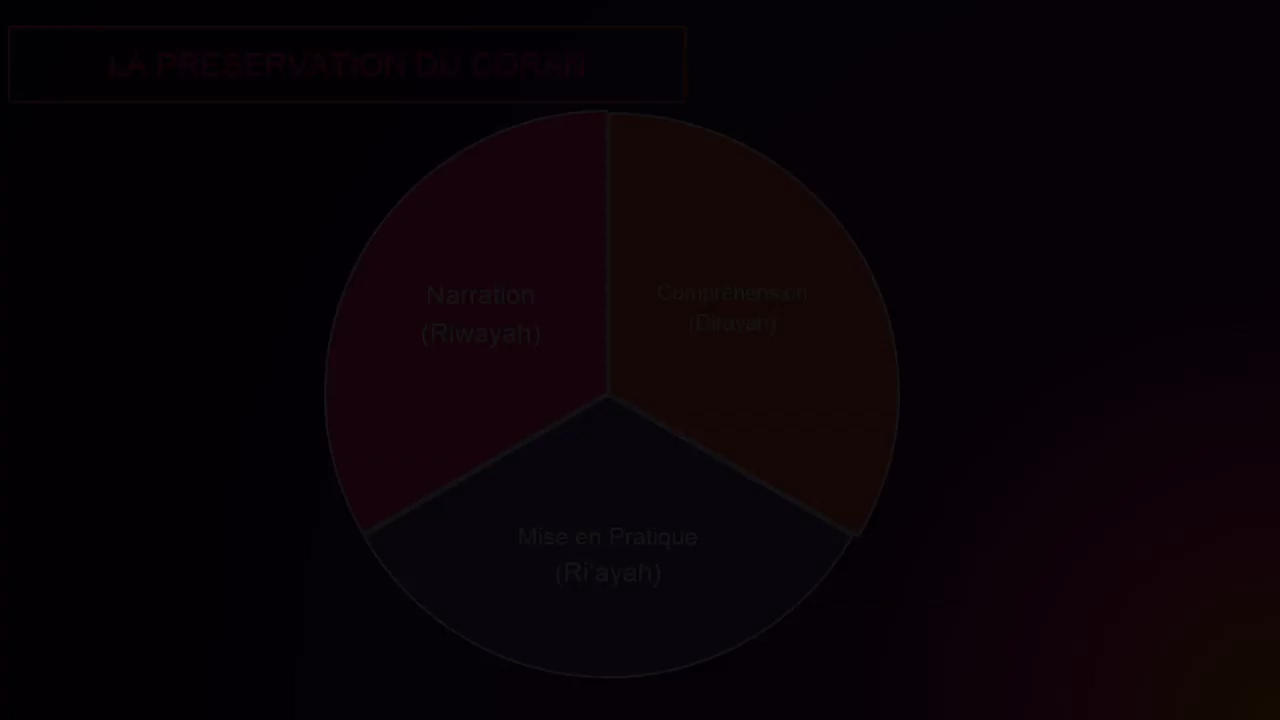 LA PRESERVATION DU CORAN
Narration
(Riwayah)
Compréhension
(Dirayah)
Mise en Pratique
(Ri'ayah)